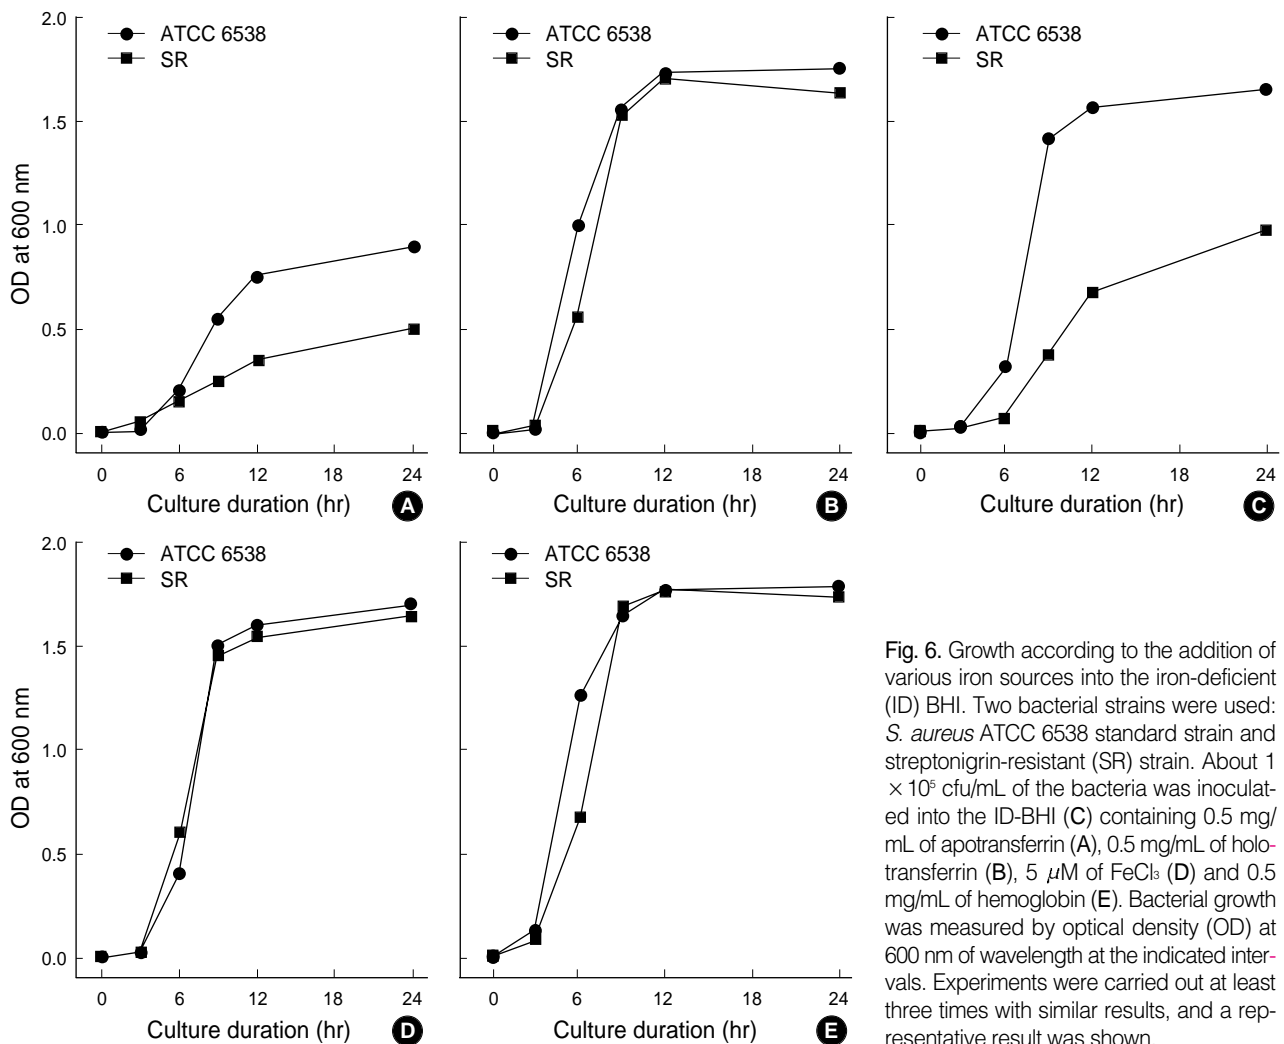 2.0
1.5
1.0
0.5
0.0
OD at 600 nm
ATCC 6538
SR
0 6 12 18 24
Culture duration (hr)
A
ATCC 6538
SR
0 6 12 18 24
Culture duration (hr)
B
ATCC 6538
SR
0 6 12 18 24
Culture duration (hr)
C
2.0
1.5
1.0
0.5
0.0
OD at 600 nm
ATCC 6538
SR
0 6 12 18 24
Culture duration (hr)
D
ATCC 6538
SR
0 6 12 18 24
Culture duration (hr)
E
Fig. 6. Growth according to the addition of
various iron sources into the iron-deficient
(ID) BHI. Two bacterial strains were used:
S. aureus ATCC 6538 standard strain and
streptonigrin-resistant (SR) strain. About 1
×10⁵ cfu/mL of the bacteria was inoculat-
ed into the ID-BHI (C) containing 0.5 mg/
mL of apotransferrin (A), 0.5 mg/mL of holo-
transferrin (B), 5 μM of FeCl₃ (D) and 0.5
mg/mL of hemoglobin (E). Bacterial growth
was measured by optical density (OD) at
600 nm of wavelength at the indicated inter-
vals. Experiments were carried out at least
three times with similar results, and a rep-
resentative result was shown.